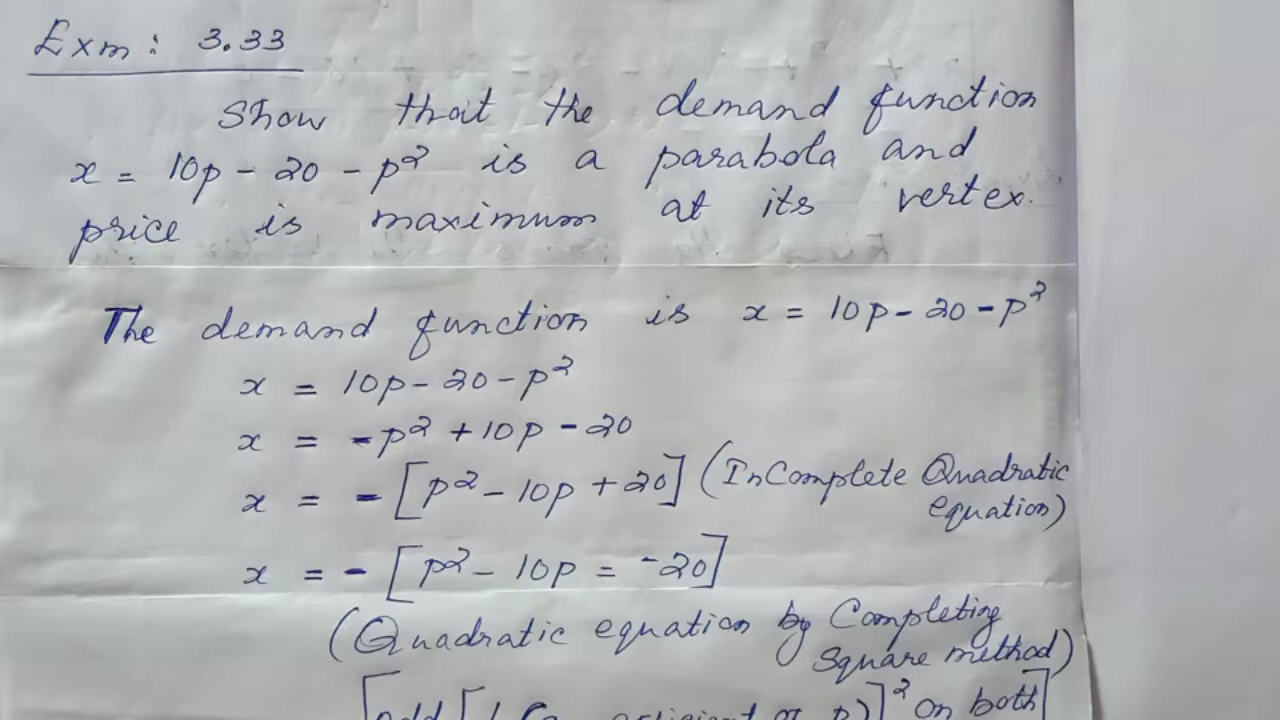 Exm: 3.33
Show that the demand function
x = 10p - 20 - p² is a parabola and
price is maximum at its vertex.
The demand function is x = 10p - 20 - p²
x = 10p - 20 - p²
x = -p² + 10p - 20
x = -[p² - 10p + 20] (InComplete Quadratic
equation)
x = -[p² - 10p = -20]
(Quadratic equation by Completing
Square method)
[add [ p)]² on both]